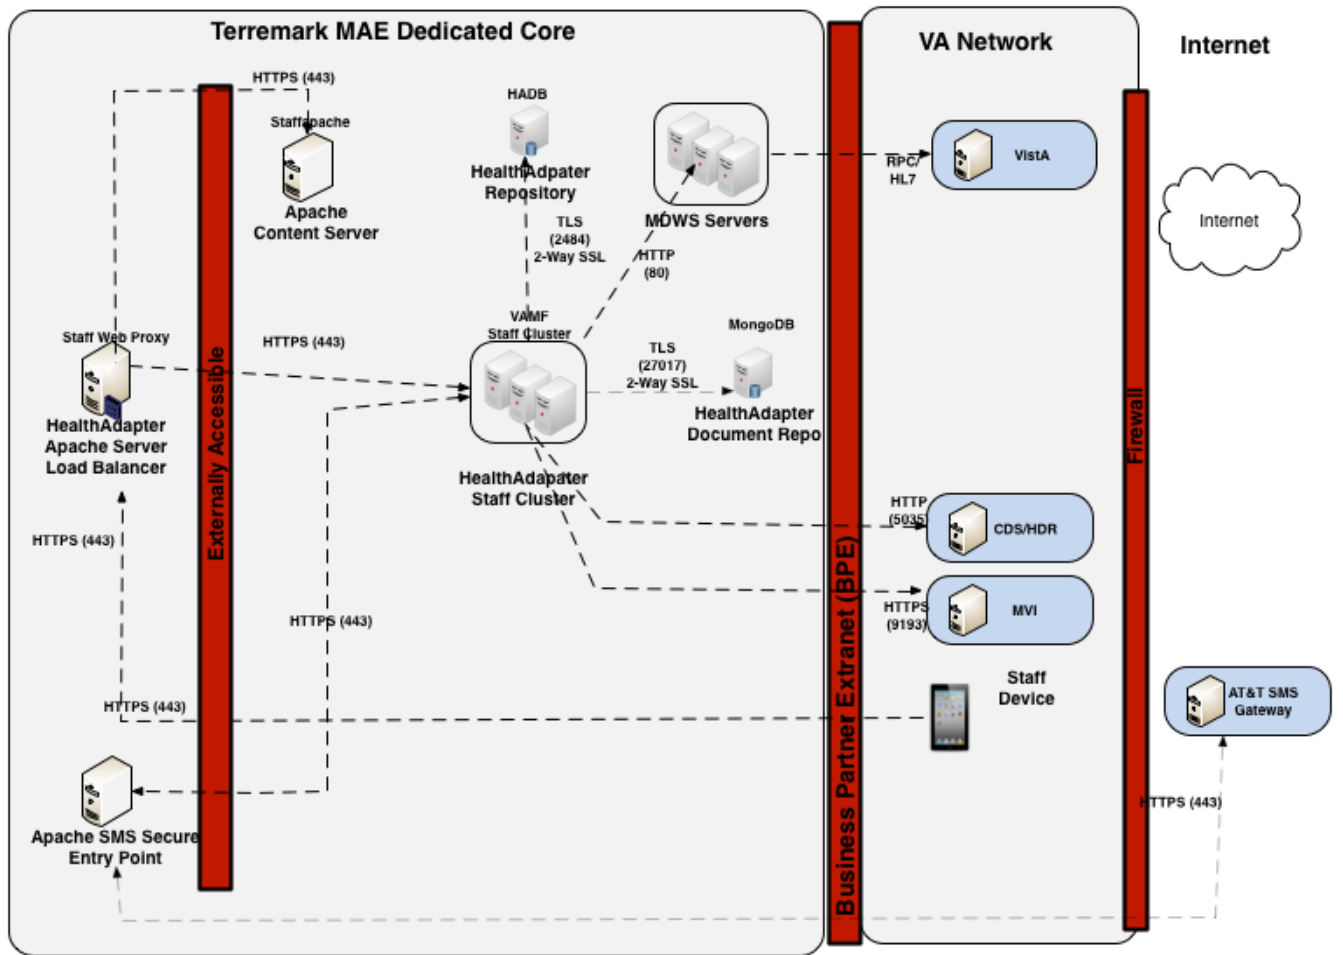 Terremark MAE Dedicated Core
VA Network
Internet
HTTPS (443)
Staffapache
Apache
Content Server
HADB
HealthAdpater
Repository
TLS
(2484)
2-Way SSL
MDWS Servers
HTTP
(80)
RPC/
HL7
VistA
Internet
Staff Web Proxy
HealthAdapter
Apache Server
Load Balancer
HTTPS (443)
VAMF
Staff Cluster
HealthAdapater
Staff Cluster
TLS
(27017)
2-Way SSL
MongoDB
HealthAdapter
Document Repo
Externally Accessible
Business Partner Extranet (BPE)
Firewall
HTTP
(5035)
CDS/HDR
HTTPS
(9193)
MVI
HTTPS (443)
HTTPS (443)
HTTPS (443)
Staff
Device
AT&T SMS
Gateway
HTTPS (443)
Apache SMS Secure
Entry Point